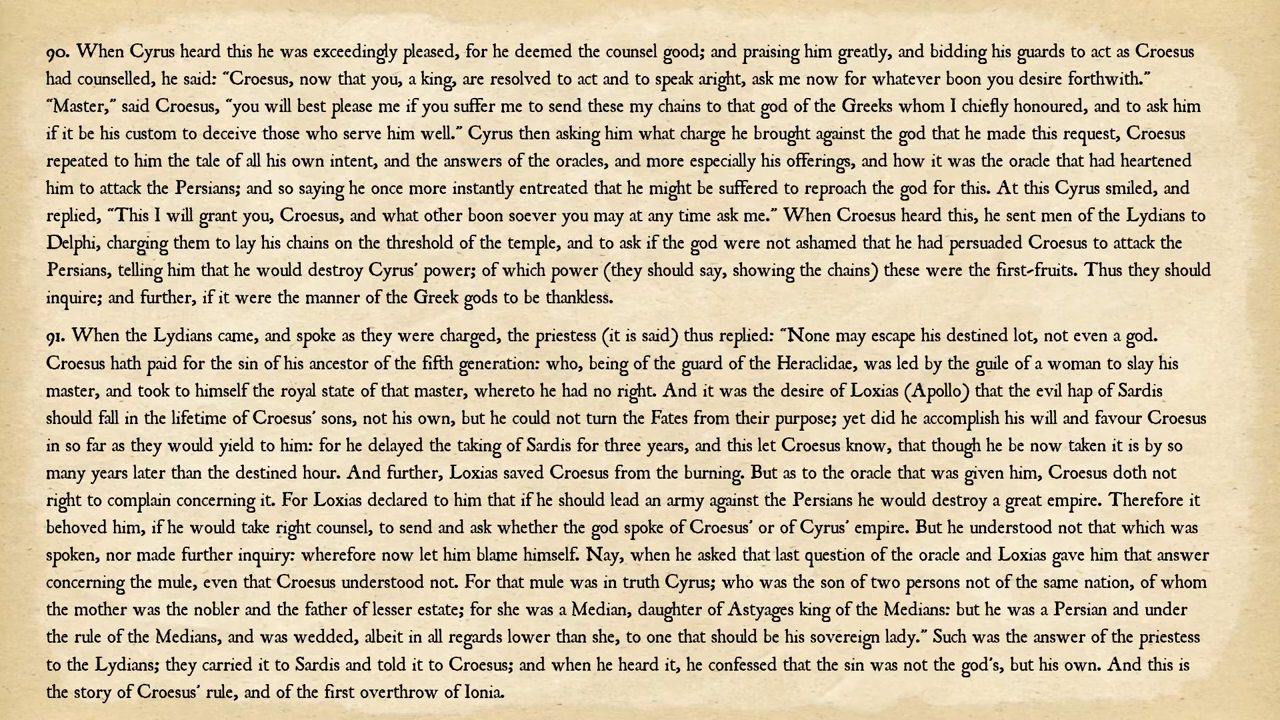 90. When Cyrus heard this he was exceedingly pleased, for he deemed the counsel good; and praising him greatly, and bidding his guards to act as Croesus
had counselled, he said: “Croesus, now that you, a king, are resolved to act and to speak aright, ask me now for whatever boon you desire forthwith.”
“Master,” said Croesus, “you will best please me if you suffer me to send these my chains to that god of the Greeks whom I chiefly honoured, and to ask him
if it be his custom to deceive those who serve him well.” Cyrus then asking him what charge he brought against the god that he made this request, Croesus
repeated to him the tale of all his own intent, and the answers of the oracles, and more especially his offerings, and how it was the oracle that had heartened
him to attack the Persians; and so saying he once more instantly entreated that he might be suffered to reproach the god for this. At this Cyrus smiled, and
replied, “This I will grant you, Croesus, and what other boon soever you may at any time ask me.” When Croesus heard this, he sent men of the Lydians to
Delphi, charging them to lay his chains on the threshold of the temple, and to ask if the god were not ashamed that he had persuaded Croesus to attack the
Persians, telling him that he would destroy Cyrus’ power; of which power (they should say, showing the chains) these were the first-fruits. Thus they should
inquire; and further, if it were the manner of the Greek gods to be thankless.
91. When the Lydians came, and spoke as they were charged, the priestess (it is said) thus replied: “None may escape his destined lot, not even a god.
Croesus hath paid for the sin of his ancestor of the fifth generation: who, being of the guard of the Heraclidae, was led by the guile of a woman to slay his
master, and took to himself the royal state of that master, whereto he had no right. And it was the desire of Loxias (Apollo) that the evil hap of Sardis
should fall in the lifetime of Croesus’ sons, not his own, but he could not turn the Fates from their purpose; yet did he accomplish his will and favour Croesus
in so far as they would yield to him: for he delayed the taking of Sardis for three years, and this let Croesus know, that though he be now taken it is by so
many years later than the destined hour. And further, Loxias saved Croesus from the burning. But as to the oracle that was given him, Croesus doth not
right to complain concerning it. For Loxias declared to him that if he should lead an army against the Persians he would destroy a great empire. Therefore it
behoved him, if he would take right counsel, to send and ask whether the god spoke of Croesus’ or of Cyrus’ empire. But he understood not that which was
spoken, nor made further inquiry: wherefore now let him blame himself. Nay, when he asked that last question of the oracle and Loxias gave him that answer
concerning the mule, even that Croesus understood not. For that mule was in truth Cyrus; who was the son of two persons not of the same nation, of whom
the mother was the nobler and the father of lesser estate; for she was a Median, daughter of Astyages king of the Medians: but he was a Persian and under
the rule of the Medians, and was wedded, albeit in all regards lower than she, to one that should be his sovereign lady.” Such was the answer of the priestess
to the Lydians; they carried it to Sardis and told it to Croesus; and when he heard it, he confessed that the sin was not the god’s, but his own. And this is
the story of Croesus’ rule, and of the first overthrow of Ionia.